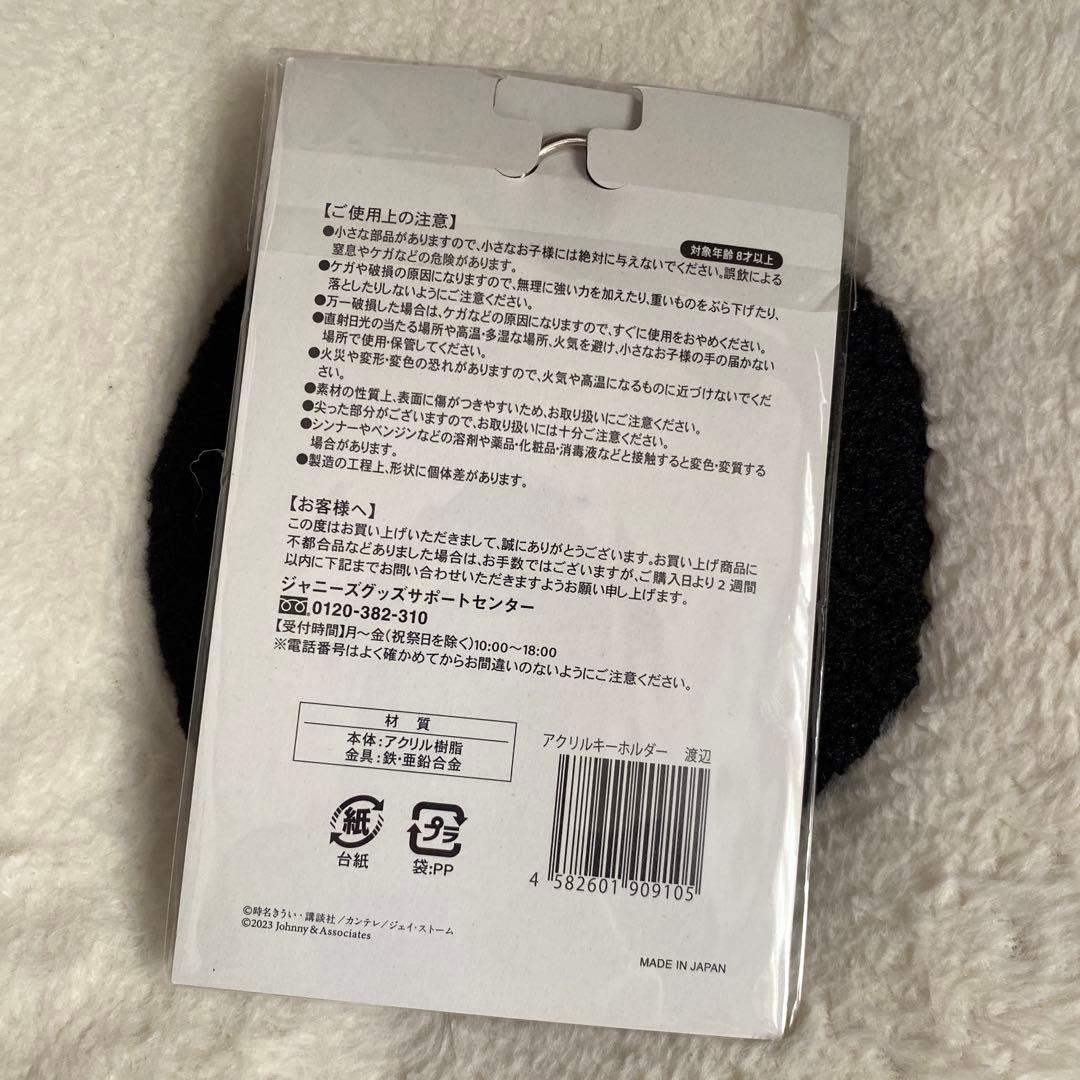 【ご使用上の注意】
対象年齢 8才以上
●小さな部品がありますので、小さなお子様には絶対に与えないでください。誤飲による
窒息やケガなどの危険があります。
●ケガや破損の原因になりますので、無理に強い力を加えたり、重いものをぶら下げたり、
落としたりしないようにご注意ください。
●万一破損した場合は、ケガなどの原因になりますので、すぐに使用をおやめください。
●直射日光の当たる場所や高温・多湿な場所、火気を避け、小さなお子様の手の届かない
場所で使用・保管してください。
●火災や変形・変色の恐れがありますので、火気や高温になるものに近づけないでくだ
さい。
●素材の性質上、表面に傷がつきやすいため、お取り扱いにご注意ください。
●尖った部分がございますので、お取り扱いには十分ご注意ください。
●シンナーやベンジンなどの溶剤や薬品・化粧品・消毒液などと接触すると変色・変質する
場合があります。
●製造の工程上、形状に個体差があります。
【お客様へ】
この度はお買い上げいただきまして、誠にありがとうございます。お買い上げ商品に
不都合品などありました場合は、お手数ではございますが、ご購入日より2週間
以内に下記までお問い合わせいただきますようお願い申し上げます。
ジャニーズグッズサポートセンター
0120-382-310
【受付時間】月～金(祝祭日を除く)10:00～18:00
※電話番号はよく確かめてからお間違いのないようにご注意ください。
材 質
本体:アクリル樹脂
金具:鉄・亜鉛合金
アクリルキーホルダー 渡辺
4 582601 909105
紙
台紙
プラ
袋:PP
©時名きうい・講談社/カンテレ/ジェイ・ストーム
©2023 Johnny & Associates
MADE IN JAPAN